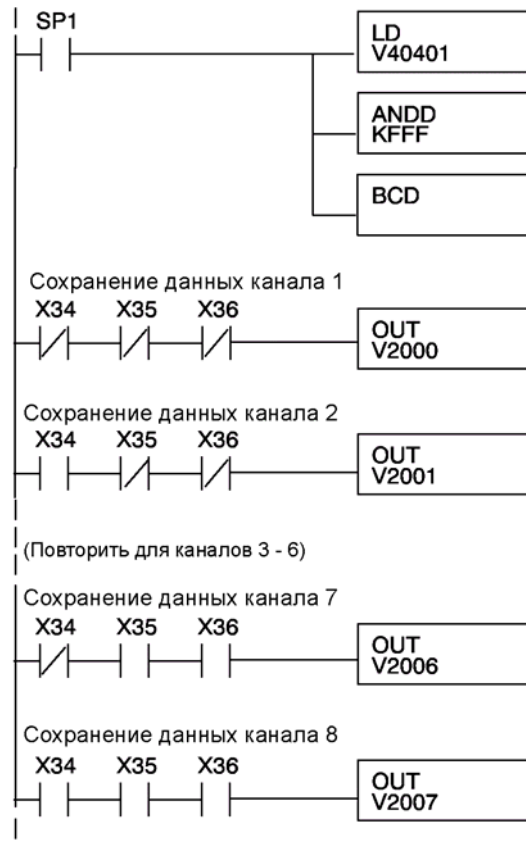 SP1
LD
V40401
ANDD
KFFF
BCD
Сохранение данных канала 1
X34 X35 X36
OUT
V2000
Сохранение данных канала 2
X34 X35 X36
OUT
V2001
(Повторить для каналов 3 - 6)
Сохранение данных канала 7
X34 X35 X36
OUT
V2006
Сохранение данных канала 8
X34 X35 X36
OUT
V2007